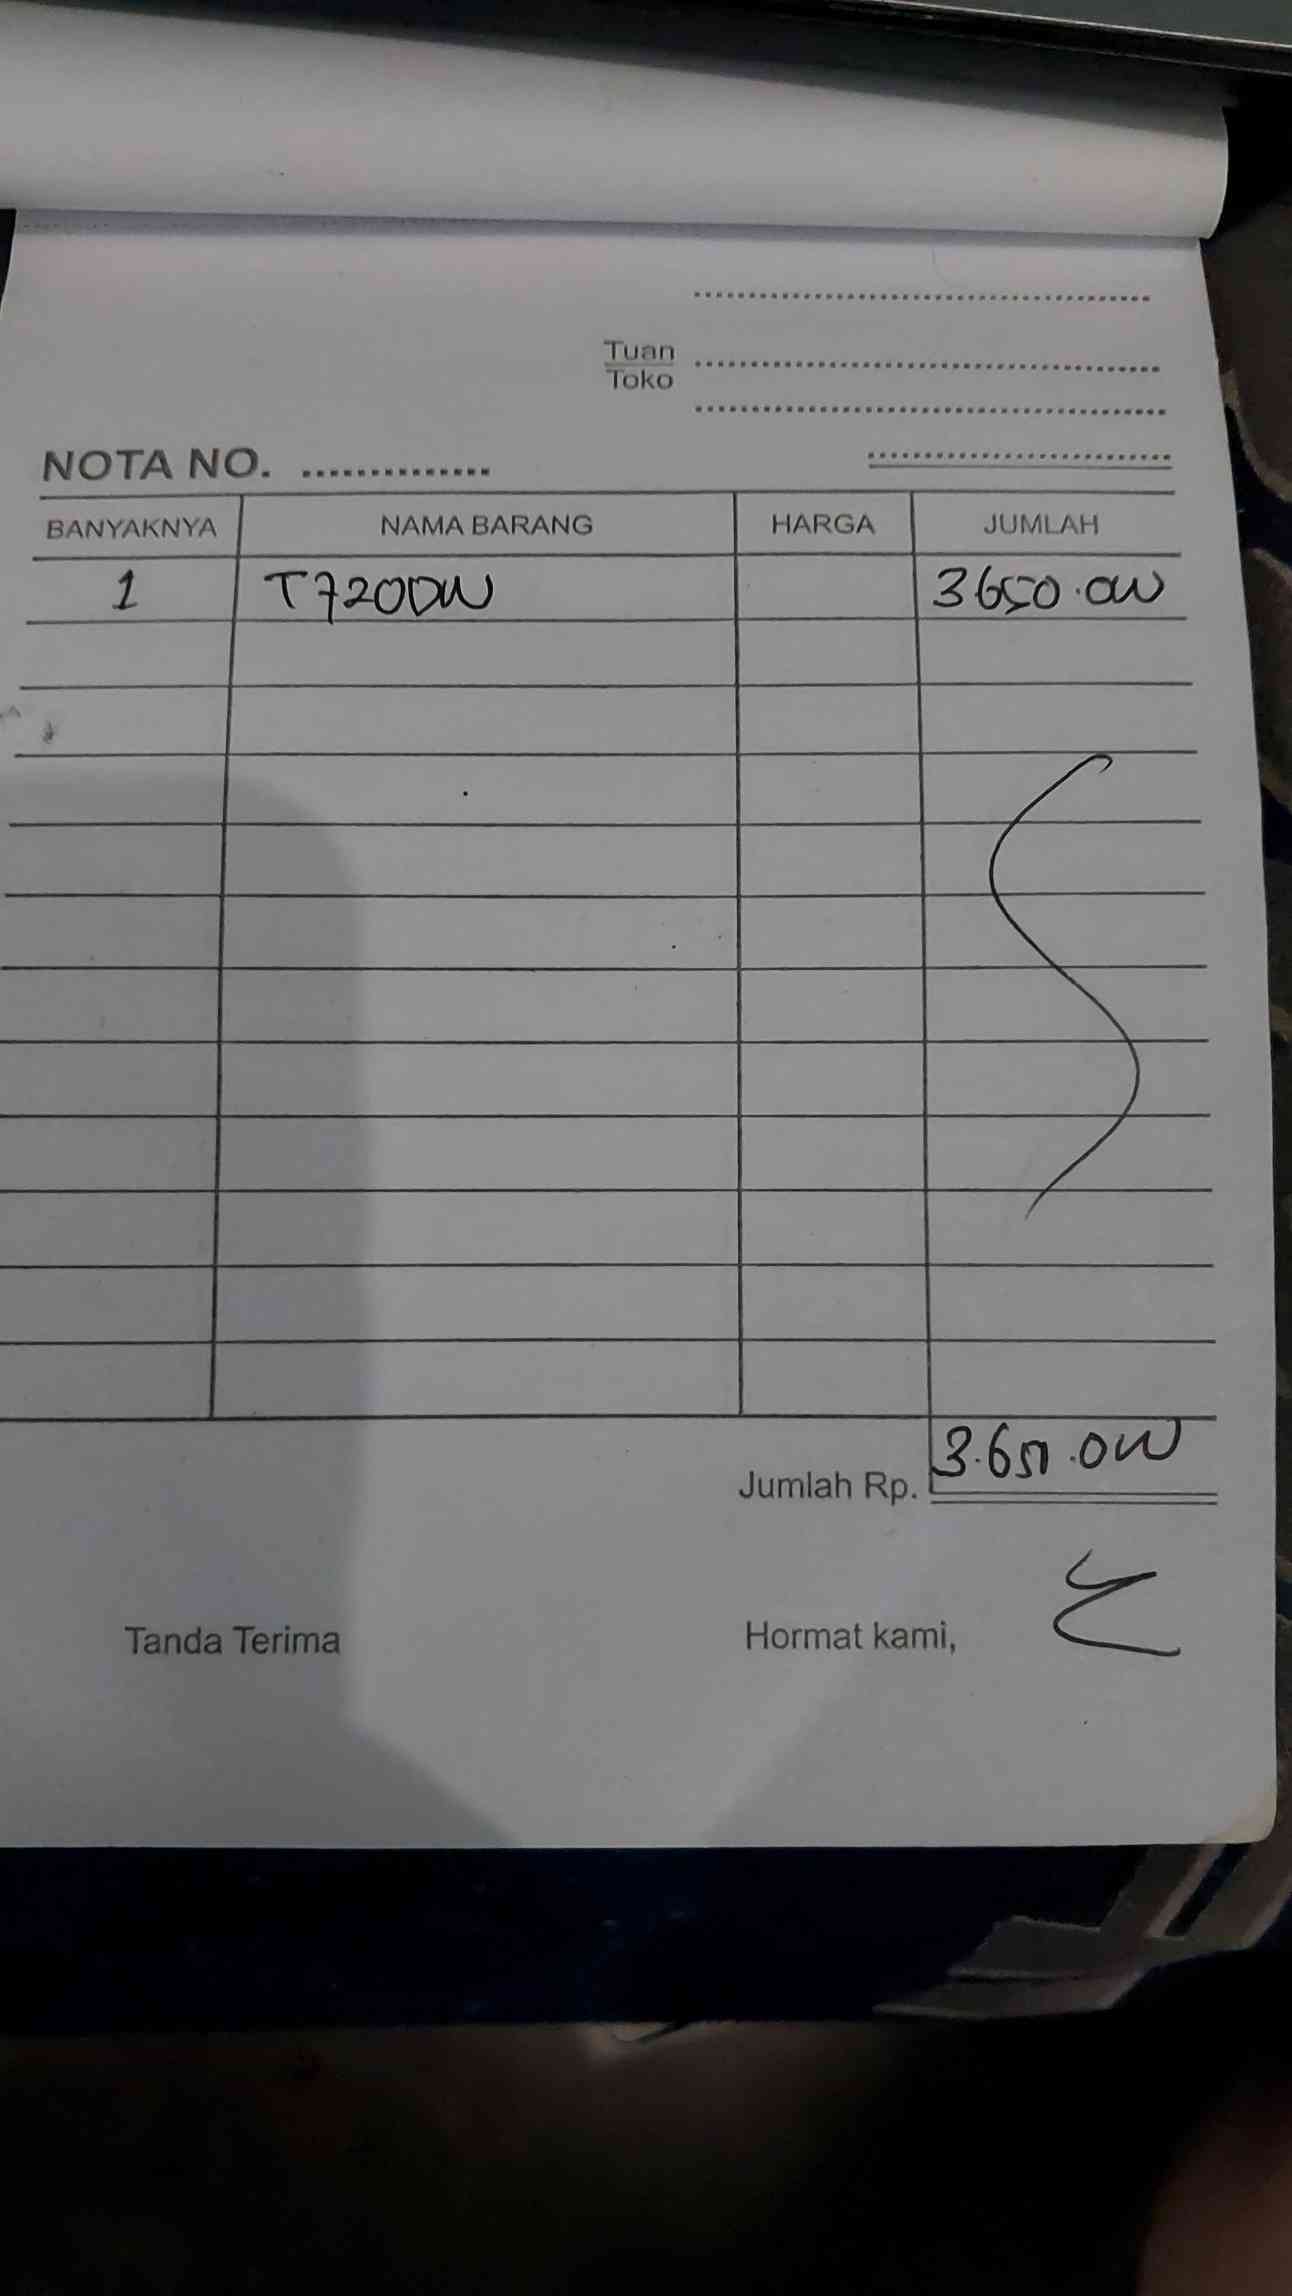 Tuan
Toko
NOTA NO. ..............
BANYAKNYA NAMA BARANG HARGA JUMLAH
1 T720DW 3650.000
Jumlah Rp. 3.650.000
Tanda Terima Hormat kami,